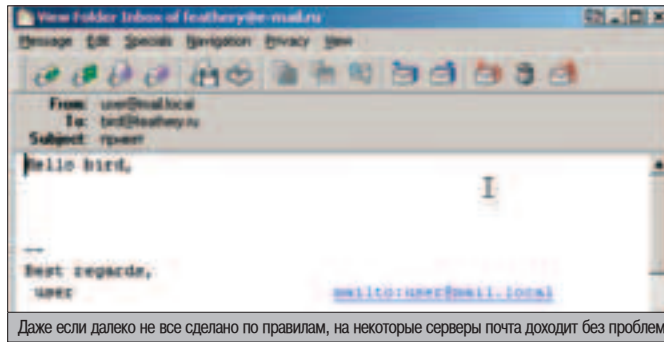 View Folder Inbox of feathery@e-mail.ru
Message Edit Specials Navigation Privacy View
From: user@mail.local
To: bird@feathery.ru
Subject: привет
Hello bird,
--
Best regards,
user mailto:user@mail.local
Даже если далеко не все сделано по правилам, на некоторые серверы почта доходит без проблем